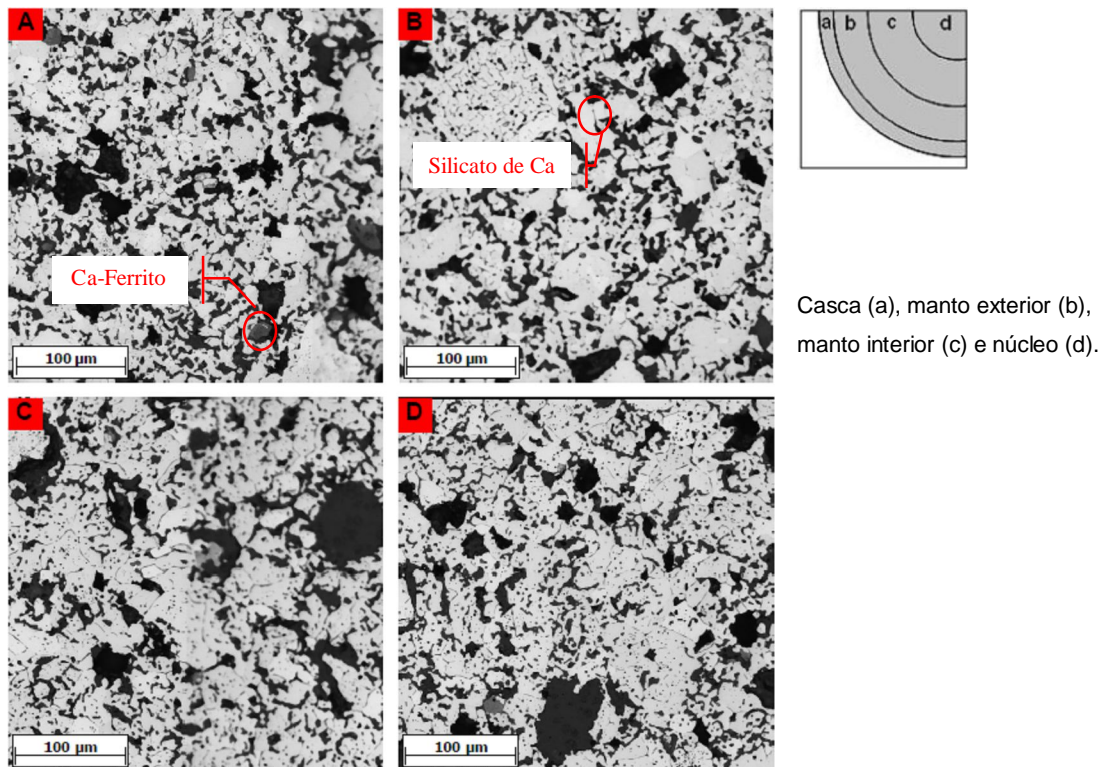 A
B
a b c d
Silicato de Ca
Ca-Ferrito
100 µm
100 µm
Casca (a), manto exterior (b),
manto interior (c) e núcleo (d).
C
D
100 µm
100 µm